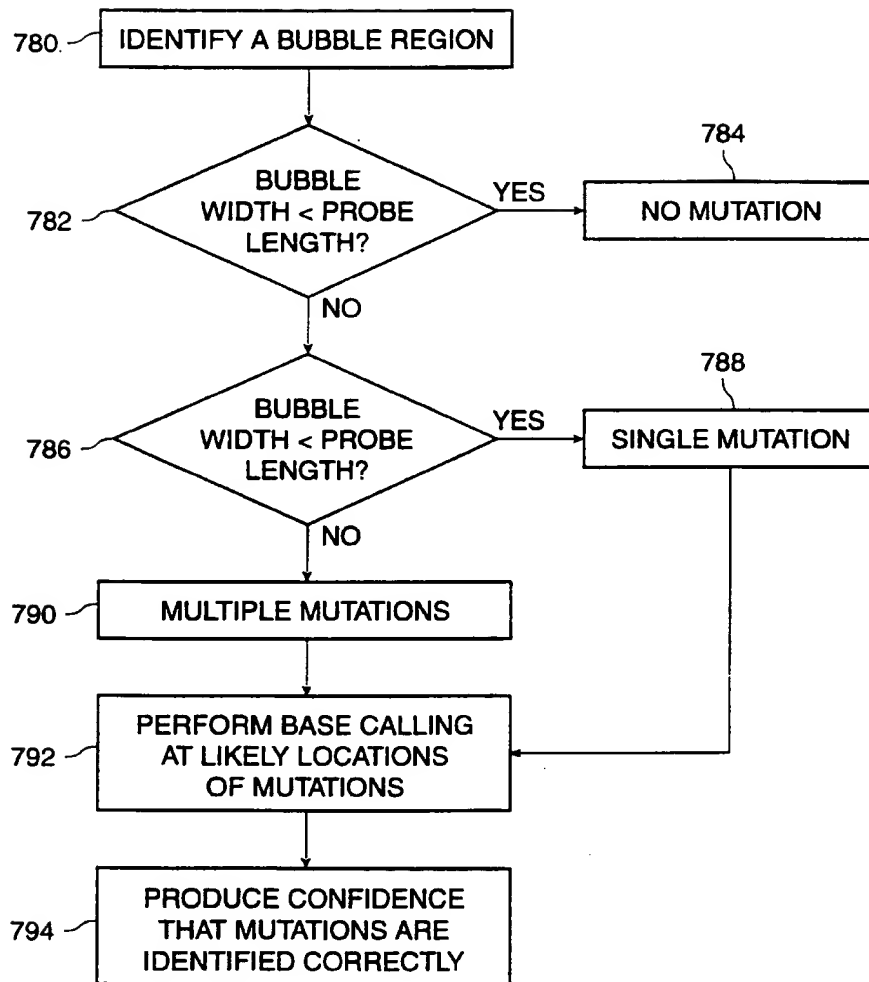 780
IDENTIFY A BUBBLE REGION
782
BUBBLE
WIDTH < PROBE
LENGTH?
YES
784
NO MUTATION
NO
786
BUBBLE
WIDTH < PROBE
LENGTH?
YES
788
SINGLE MUTATION
NO
790
MULTIPLE MUTATIONS
792
PERFORM BASE CALLING
AT LIKELY LOCATIONS
OF MUTATIONS
794
PRODUCE CONFIDENCE
THAT MUTATIONS ARE
IDENTIFIED CORRECTLY